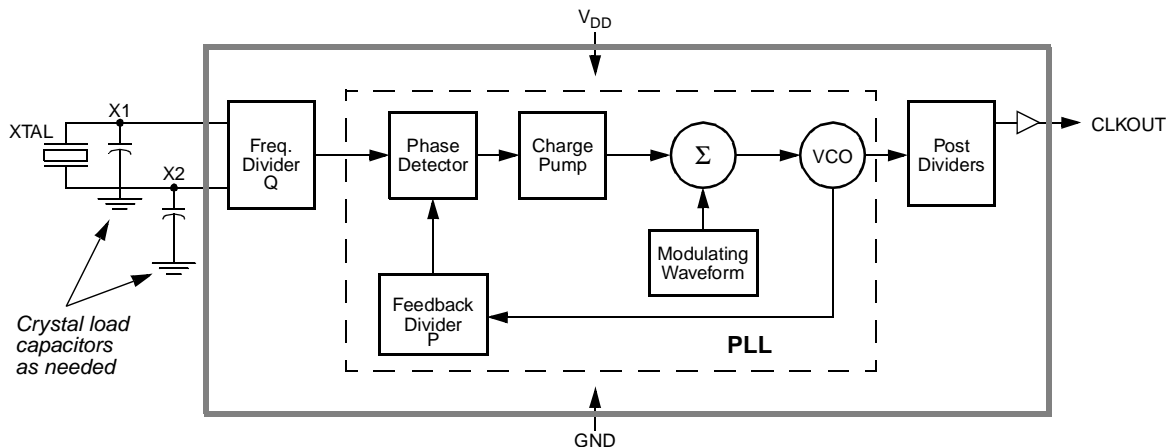 VDD
X1
XTAL
CLKOUT
X2
Freq.
Divider
Q
Phase
Detector
Charge
Pump
Σ
VCO
Post
Dividers
Modulating
Waveform
Feedback
Divider
P
PLL
Crystal load
capacitors
as needed
GND